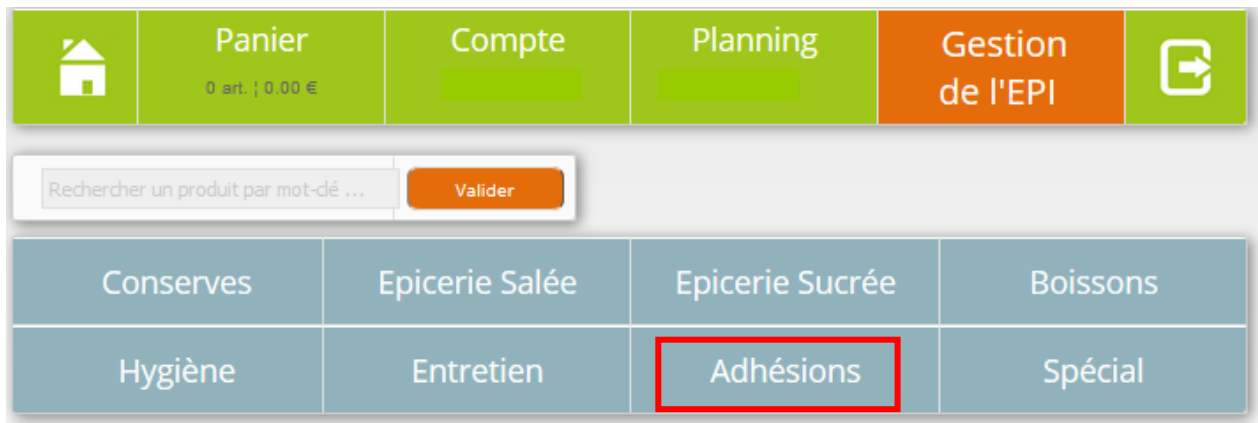 Panier
0 art. ¦ 0.00 €
Compte
Planning
Gestion
de l'EPI
Rechercher un produit par mot-clé ...
Valider
Conserves
Epicerie Salée
Epicerie Sucrée
Boissons
Hygiène
Entretien
Adhésions
Spécial